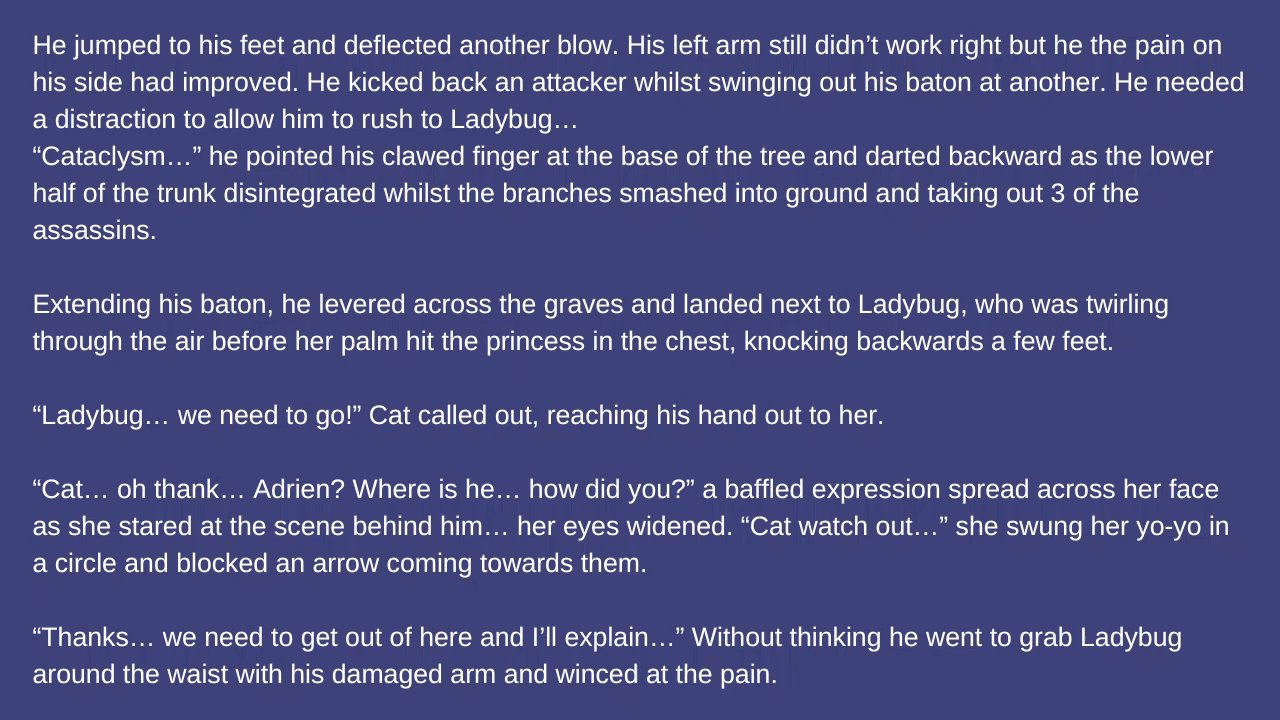 He jumped to his feet and deflected another blow. His left arm still didn’t work right but he the pain on
his side had improved. He kicked back an attacker whilst swinging out his baton at another. He needed
a distraction to allow him to rush to Ladybug…
“Cataclysm…” he pointed his clawed finger at the base of the tree and darted backward as the lower
half of the trunk disintegrated whilst the branches smashed into ground and taking out 3 of the
assassins.
Extending his baton, he levered across the graves and landed next to Ladybug, who was twirling
through the air before her palm hit the princess in the chest, knocking backwards a few feet.
“Ladybug… we need to go!” Cat called out, reaching his hand out to her.
“Cat… oh thank… Adrien? Where is he… how did you?” a baffled expression spread across her face
as she stared at the scene behind him… her eyes widened. “Cat watch out…” she swung her yo-yo in
a circle and blocked an arrow coming towards them.
“Thanks… we need to get out of here and I’ll explain…” Without thinking he went to grab Ladybug
around the waist with his damaged arm and winced at the pain.